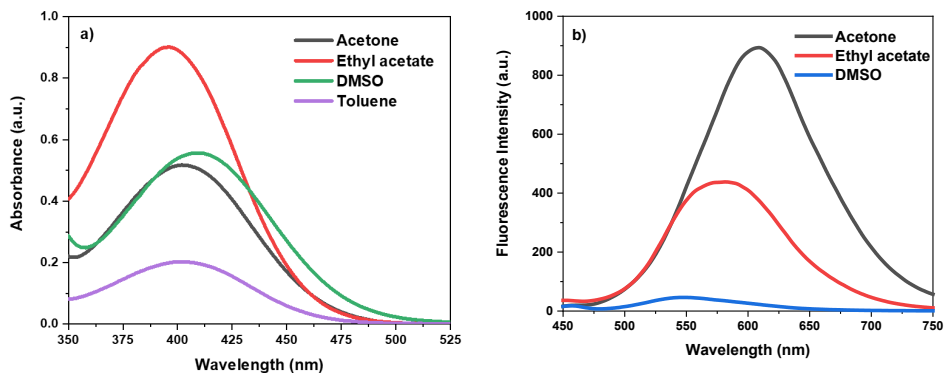 a)
Acetone
Ethyl acetate
DMSO
Toluene
Absorbance (a.u.)
1.0
0.8
0.6
0.4
0.2
0.0
350 375 400 425 450 475 500 525
Wavelength (nm)
b)
Acetone
Ethyl acetate
DMSO
Fluorescence Intensity (a.u.)
1000
800
600
400
200
0
450 500 550 600 650 700 750
Wavelength (nm)